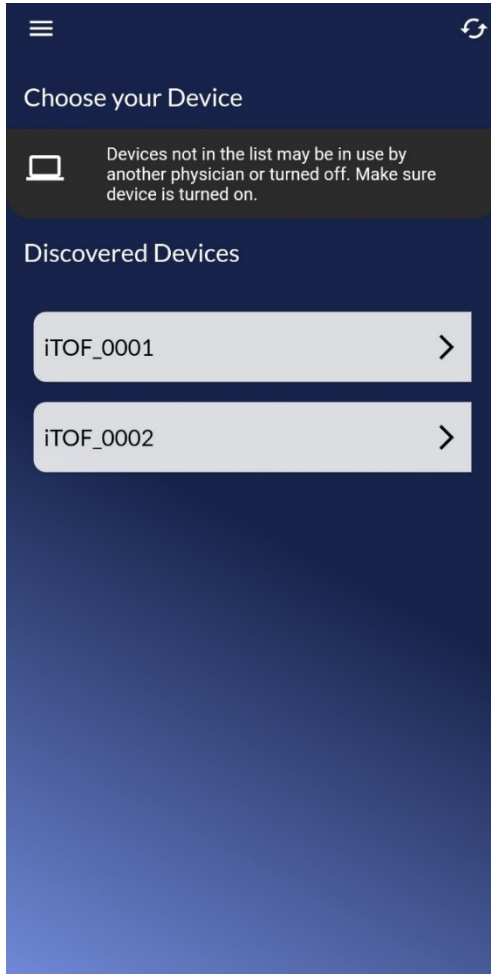 Choose your Device
Devices not in the list may be in use by
another physician or turned off. Make sure
device is turned on.
Discovered Devices
iTOF_0001
iTOF_0002